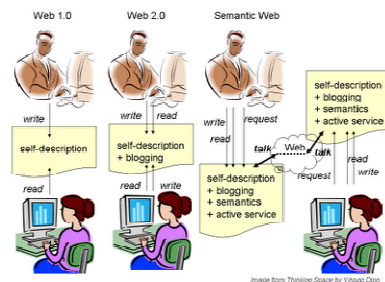 Web 1.0
Web 2.0
Semantic Web
write
write
read
write
read
request
self-description
self-description
+ blogging
self-description
+ blogging
+ semantics
+ active service
talk
Web
talk
request
read
write
self-description
+ blogging
+ semantics
+ active service
read
read
write
Image from Thinking Space by Yihong Ding